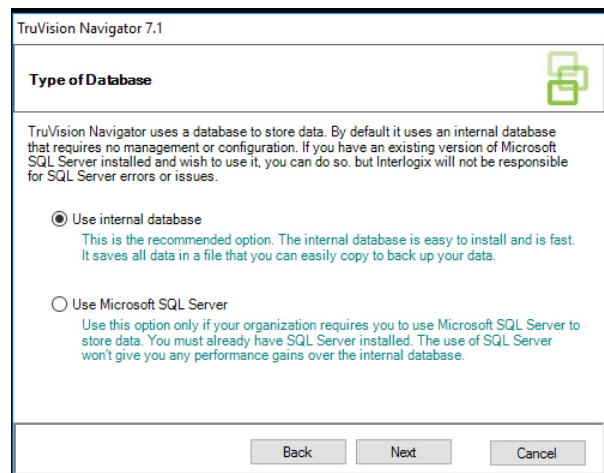 TruVision Navigator 7.1
Type of Database
TruVision Navigator uses a database to store data. By default it uses an internal database
that requires no management or configuration. If you have an existing version of Microsoft
SQL Server installed and wish to use it, you can do so. but Interlogix will not be responsible
for SQL Server errors or issues.
Use internal database
This is the recommended option. The internal database is easy to install and is fast.
It saves all data in a file that you can easily copy to back up your data.
Use Microsoft SQL Server
Use this option only if your organization requires you to use Microsoft SQL Server to
store data. You must already have SQL Server installed. The use of SQL Server
won't give you any performance gains over the internal database.
Back Next Cancel